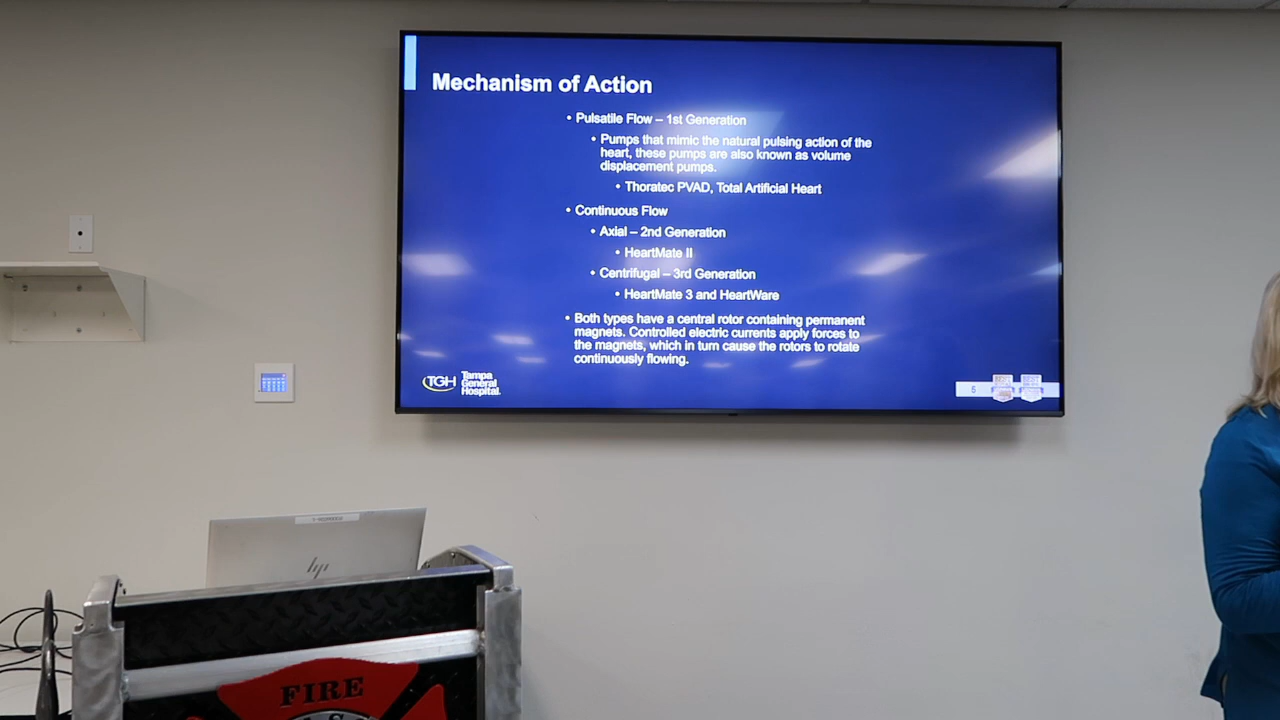 Mechanism of Action
• Pulsatile Flow – 1st Generation
• Pumps that mimic the natural pulsing action of the
heart, these pumps are also known as volume
displacement pumps.
• Thoratec PVAD, Total Artificial Heart
• Continuous Flow
• Axial – 2nd Generation
• HeartMate II
• Centrifugal – 3rd Generation
• HeartMate 3 and HeartWare
• Both types have a central rotor containing permanent
magnets. Controlled electric currents apply forces to
the magnets, which in turn cause the rotors to rotate
continuously flowing.
TGH
Tampa
General
Hospital.
5
hp
FIRE